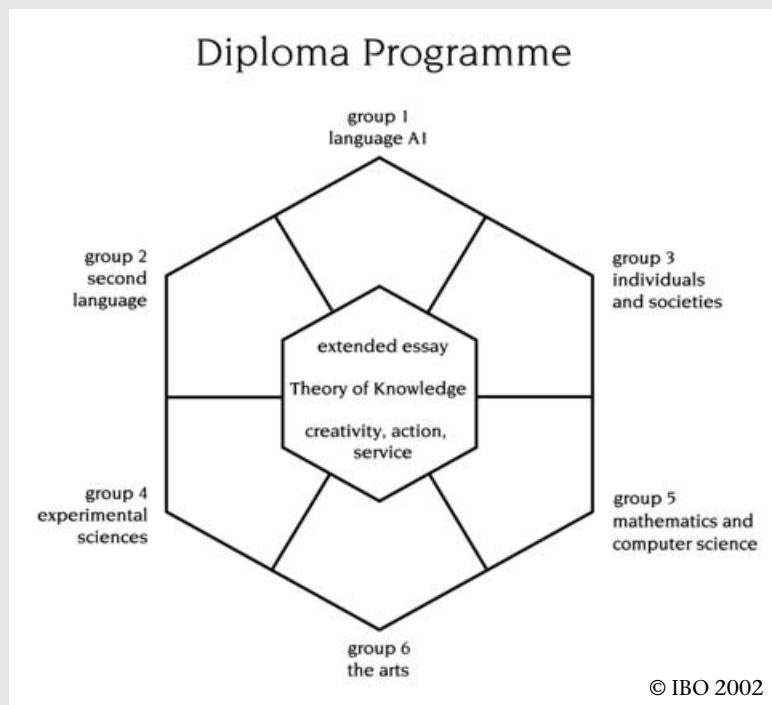 Diploma Programme
group 1
language A1
group 2
second
language
group 3
individuals
and societies
extended essay
Theory of Knowledge
creativity, action,
service
group 4
experimental
sciences
group 5
mathematics and
computer science
group 6
the arts
© IBO 2002